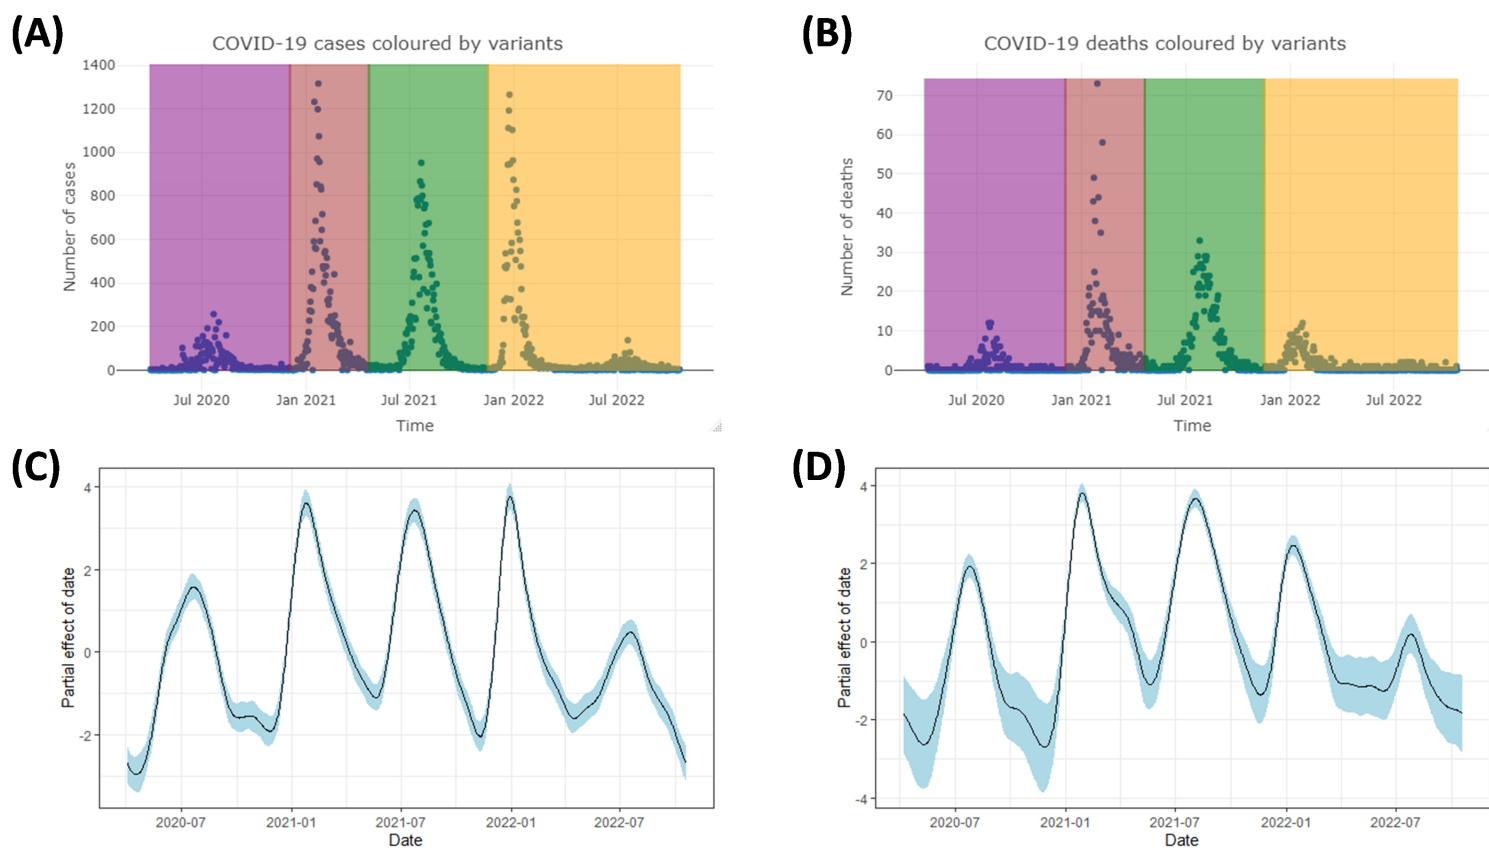 (A)
COVID-19 cases coloured by variants
1400
1200
1000
800
600
400
200
0
Number of cases
Jul 2020 Jan 2021 Jul 2021 Jan 2022 Jul 2022
Time
(B)
COVID-19 deaths coloured by variants
70
60
50
40
30
20
10
0
Number of deaths
Jul 2020 Jan 2021 Jul 2021 Jan 2022 Jul 2022
Time
(C)
4
2
0
-2
Partial effect of date
2020-07 2021-01 2021-07 2022-01 2022-07
Date
(D)
4
2
0
-2
-4
Partial effect of date
2020-07 2021-01 2021-07 2022-01 2022-07
Date